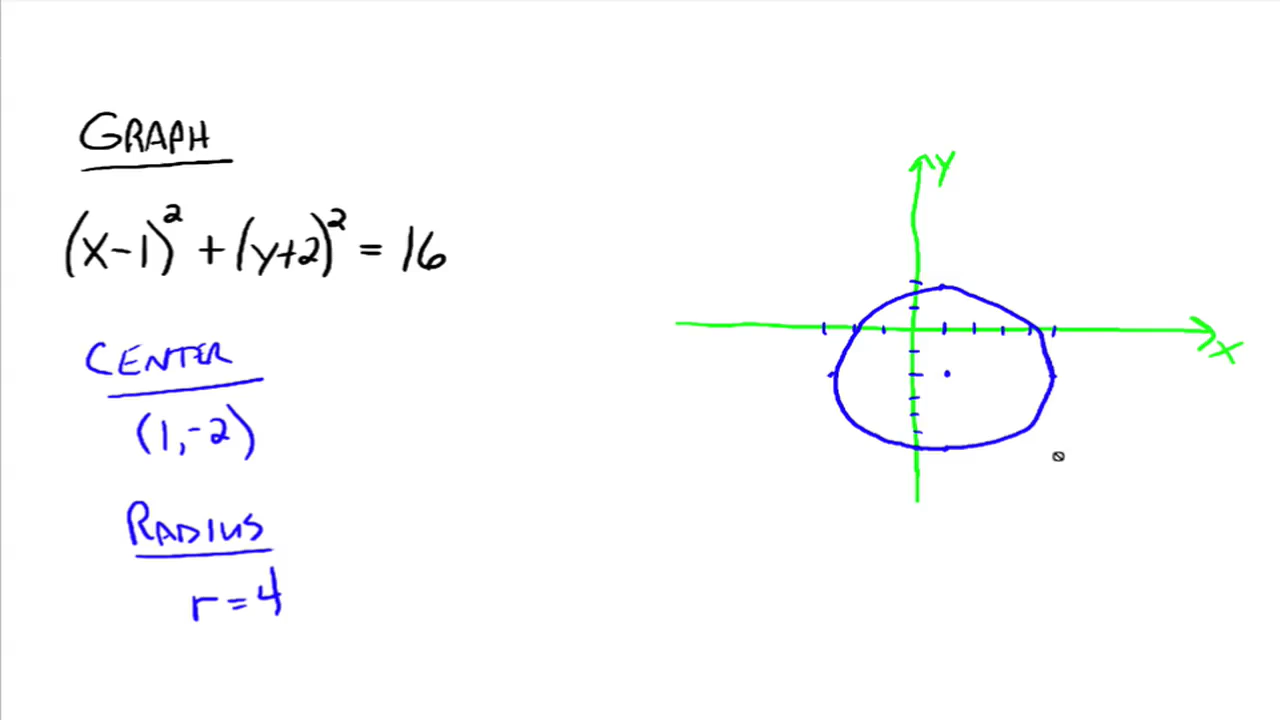 GRAPH
(x-1)² + (y+2)² = 16
CENTER
(1,-2)
RADIUS
r = 4
y
x